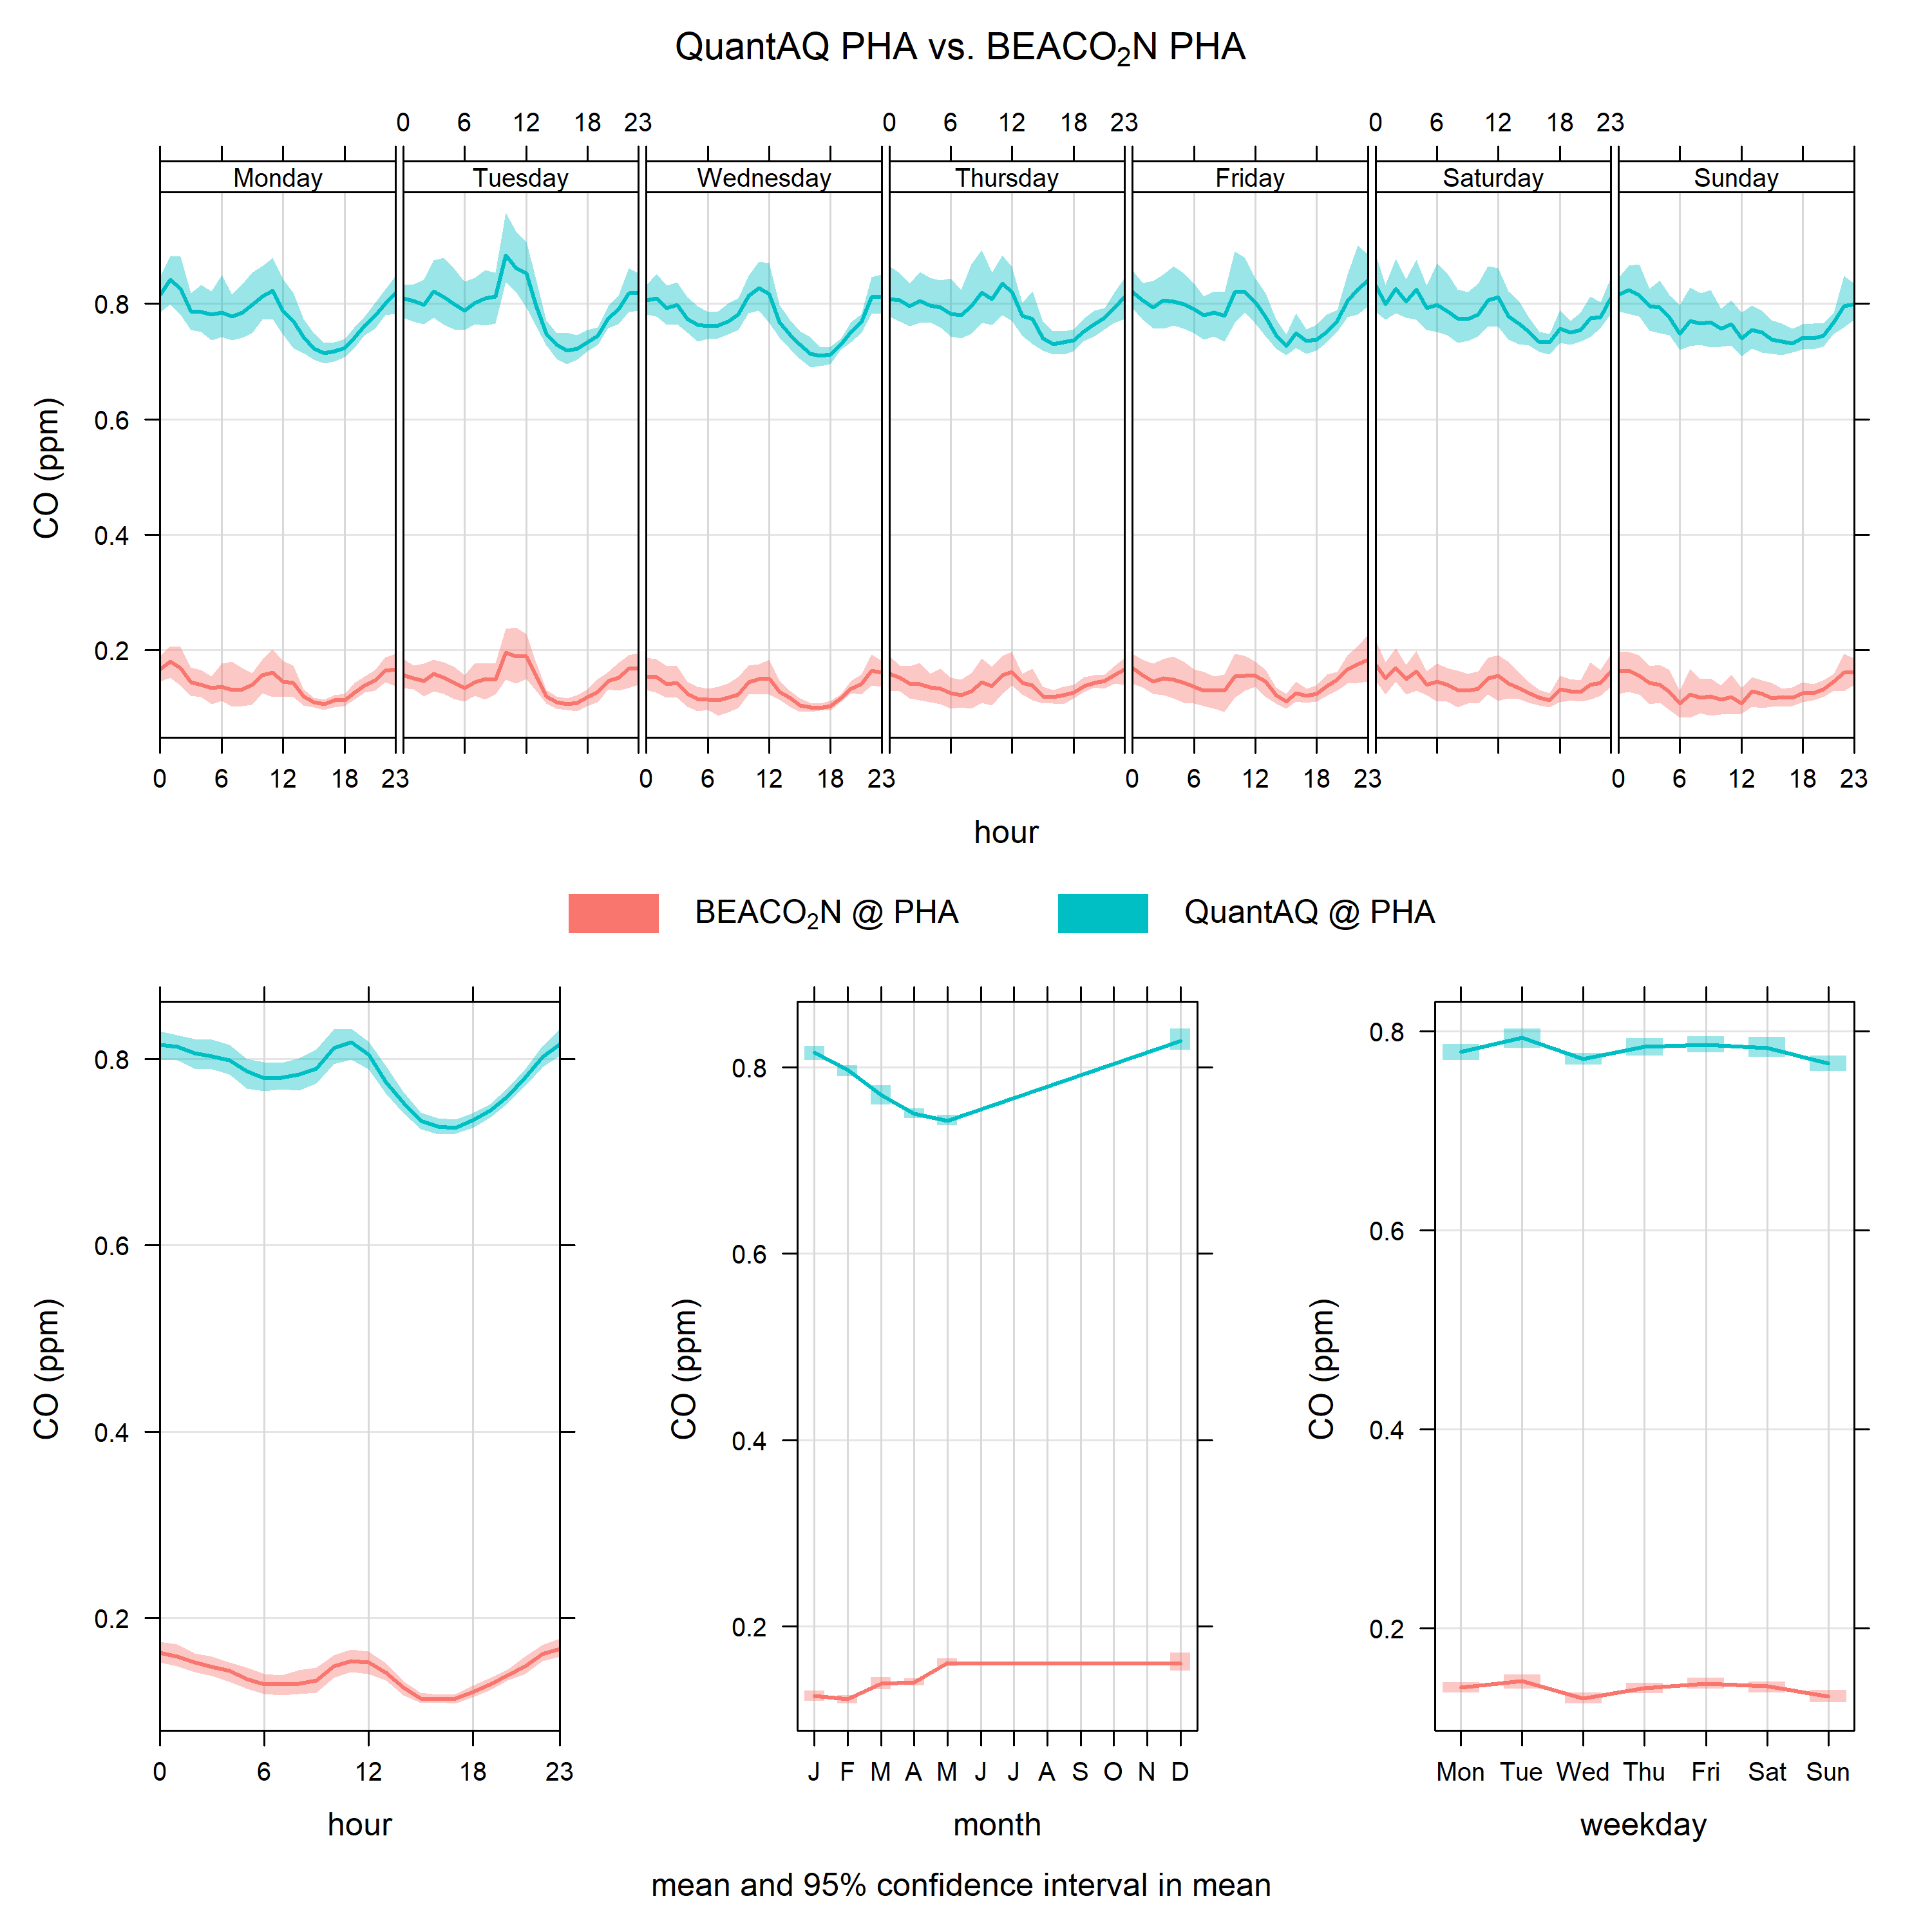 QuantAQ PHA vs. BEACO₂N PHA
0 6 12 18 23 0 6 12 18 23 0 6 12 18 23
Monday Tuesday Wednesday Thursday Friday Saturday Sunday
CO (ppm)
0.8
0.6
0.4
0.2
0 6 12 18 23 0 6 12 18 23 0 6 12 18 23 0 6 12 18 23
hour
BEACO₂N @ PHA QuantAQ @ PHA
CO (ppm)
0.8
0.6
0.4
0.2
0 6 12 18 23
hour
CO (ppm)
0.8
0.6
0.4
0.2
J F M A M J J A S O N D
month
CO (ppm)
0.8
0.6
0.4
0.2
Mon Tue Wed Thu Fri Sat Sun
weekday
mean and 95% confidence interval in mean